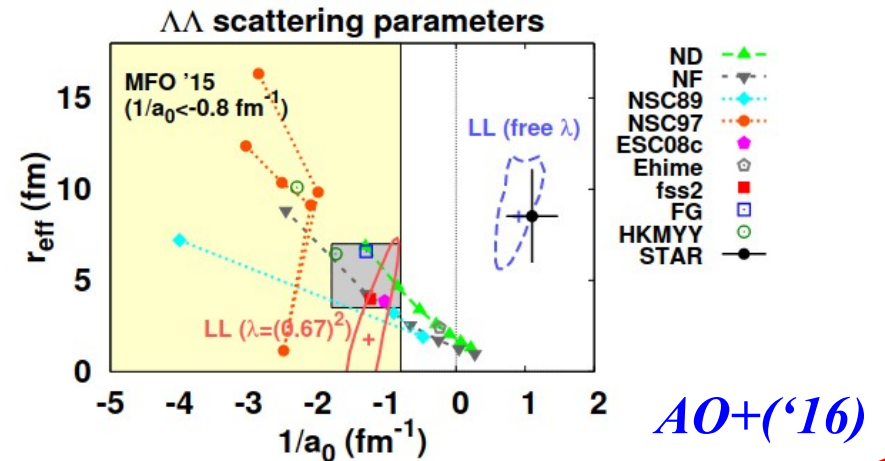 ΛΛ scattering parameters
MFO '15
(1/a₀<-0.8 fm⁻¹)
LL (free λ)
LL (λ=(0.67)²)
r_eff (fm)
15
10
5
0
-5 -4 -3 -2 -1 0 1 2
1/a₀ (fm⁻¹)
ND
NF
NSC89
NSC97
ESC08c
Ehime
fss2
FG
HKMYY
STAR
AO+(‘16)